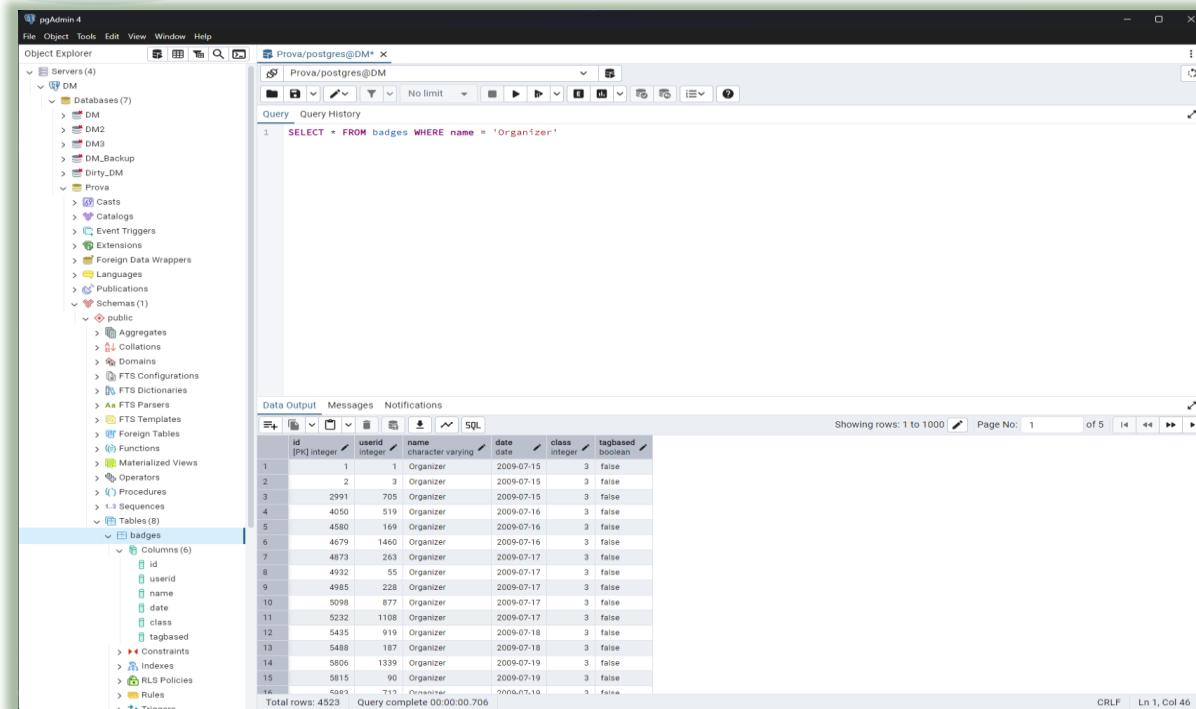 pgAdmin 4
File Object Tools Edit View Window Help
Object Explorer
Prova/postgres@DM*
Servers (4)
DM
Databases (7)
DM
DM2
DM3
DM_Backup
Dirty_DM
Prova
Casts
Catalogs
Event Triggers
Extensions
Foreign Data Wrappers
Languages
Publications
Schemas (1)
public
Aggregates
Collations
Domains
FTS Configurations
FTS Dictionaries
FTS Parsers
FTS Templates
Foreign Tables
Functions
Materialized Views
Operators
Procedures
Sequences
Tables (8)
badges
Columns (6)
id
userid
name
date
class
tagbased
Constraints
Indexes
RLS Policies
Rules
Triggers
Prova/postgres@DM
No limit
Query Query History
1 SELECT * FROM badges WHERE name = 'Organizer'
Data Output Messages Notifications
SQL
Showing rows: 1 to 1000 Page No: 1 of 5
id [PK] integer userid integer name character varying date date class integer tagbased boolean
1 1 1 Organizer 2009-07-15 3 false
2 2 3 Organizer 2009-07-15 3 false
3 2991 705 Organizer 2009-07-15 3 false
4 4050 519 Organizer 2009-07-16 3 false
5 4580 169 Organizer 2009-07-16 3 false
6 4679 1460 Organizer 2009-07-16 3 false
7 4873 263 Organizer 2009-07-17 3 false
8 4932 55 Organizer 2009-07-17 3 false
9 4985 228 Organizer 2009-07-17 3 false
10 5098 877 Organizer 2009-07-17 3 false
11 5232 1108 Organizer 2009-07-17 3 false
12 5435 919 Organizer 2009-07-18 3 false
13 5488 187 Organizer 2009-07-18 3 false
14 5806 1339 Organizer 2009-07-19 3 false
15 5815 90 Organizer 2009-07-19 3 false
16 5983 712 Organizer 2009-07-19 3 false
Total rows: 4523 Query complete 00:00:00.706
CRLF Ln 1, Col 46